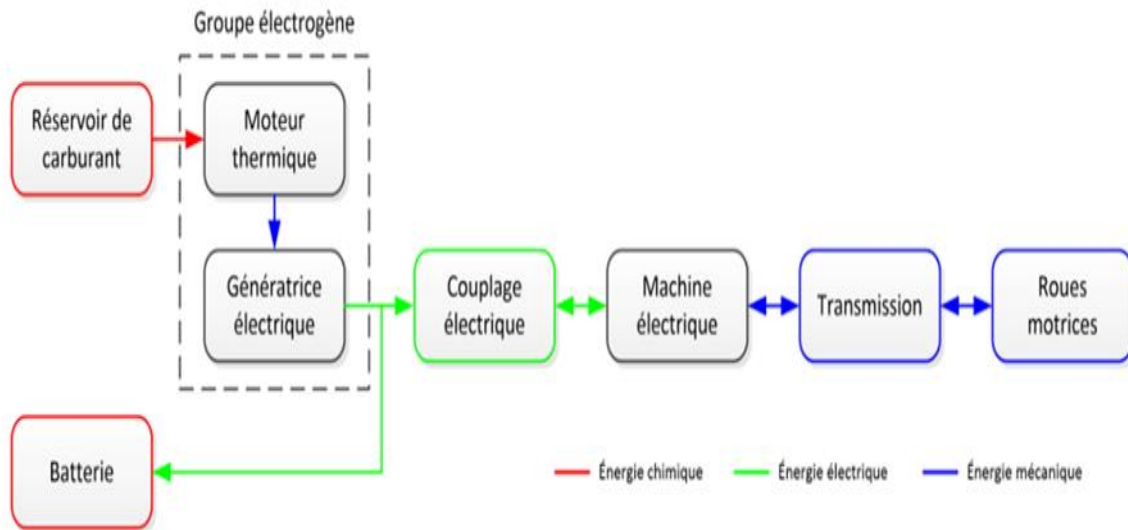 Groupe électrogène
Réservoir de
carburant
Moteur
thermique
Génératrice
électrique
Couplage
électrique
Machine
électrique
Transmission
Roues
motrices
Batterie
Énergie chimique
Énergie électrique
Énergie mécanique